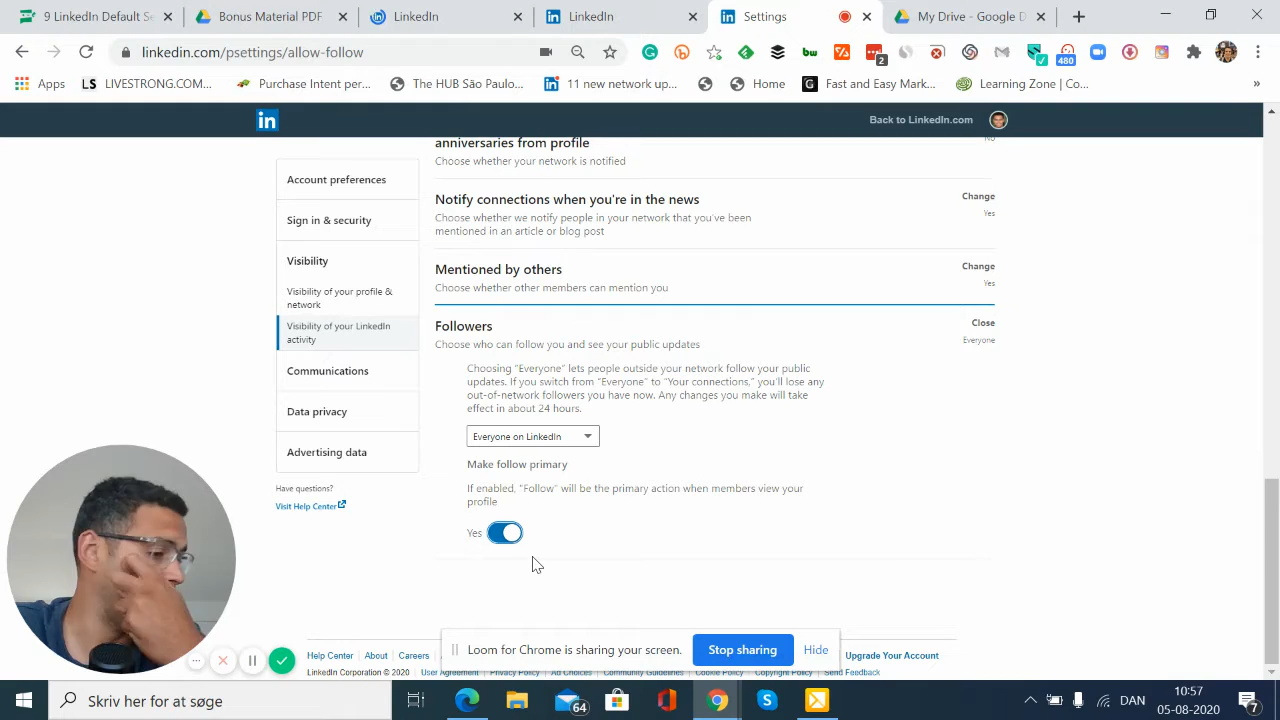 9 LinkedIn Default Se
Bonus Material PDF
LinkedIn
LinkedIn
Settings
My Drive - Google D
linkedin.com/psettings/allow-follow
2
480
Apps
LS LIVESTRONG.COM...
Purchase Intent per...
The HUB São Paulo...
11 new network up...
Home
Fast and Easy Mark...
Learning Zone | Co...
»
in
Back to LinkedIn.com
anniversaries from profile
No
Choose whether your network is notified
Account preferences
Sign in & security
Visibility
Visibility of your profile &
network
Visibility of your LinkedIn
activity
Communications
Data privacy
Advertising data
Have questions?
Visit Help Center
Notify connections when you're in the news
Change
Choose whether we notify people in your network that you've been
mentioned in an article or blog post
Yes
Mentioned by others
Change
Choose whether other members can mention you
Yes
Followers
Close
Choose who can follow you and see your public updates
Everyone
Choosing "Everyone" lets people outside your network follow your public
updates. If you switch from "Everyone" to "Your connections," you'll lose any
out-of-network followers you have now. Any changes you make will take
effect in about 24 hours.
Everyone on LinkedIn
Make follow primary
If enabled, "Follow" will be the primary action when members view your
profile
Yes
Loom for Chrome is sharing your screen.
Stop sharing
Hide
Help Center
About
Careers
Upgrade Your Account
LinkedIn Corporation © 2020
User Agreement
Privacy Policy
Ad Choices
Community Guidelines
Cookie Policy
Copyright Policy
Send Feedback
Skriv her for at søge
64
DAN
10:57
05-08-2020
7